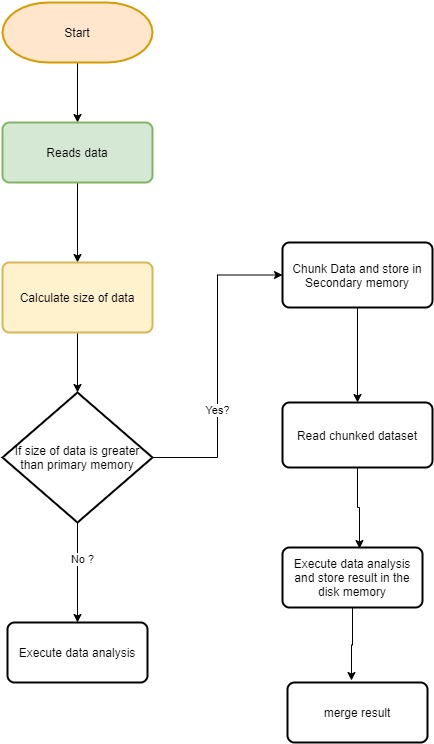 Start
Reads data
Calculate size of data
If size of data is greater
than primary memory
No ?
Execute data analysis
Yes?
Chunk Data and store in
Secondary memory
Read chunked dataset
Execute data analysis
and store result in the
disk memory
merge result